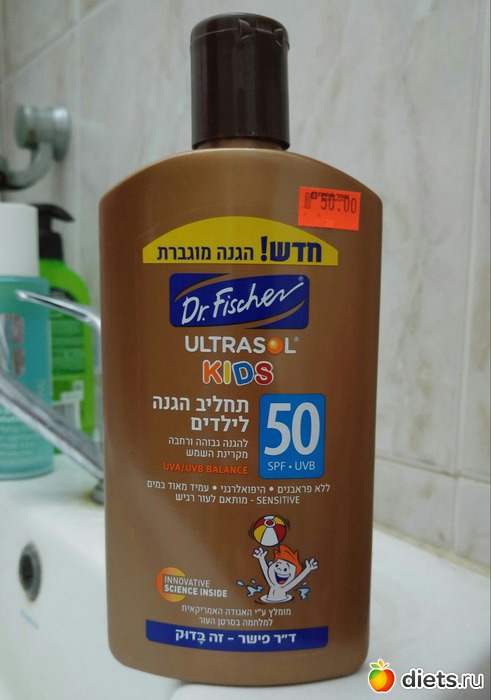 50.00
חדש! הגנה מוגברת
Dr. Fischer
ULTRASOL®
KIDS
תחליב הגנה
לילדים
להגנה גבוהה ורחבה
מקרינת השמש
UVA/UVB BALANCE
50
SPF • UVB
ללא פראבנים • היפואלרגני • עמיד מאוד במים
SENSITIVE - מותאם לעור רגיש
INNOVATIVE
SCIENCE INSIDE
מומלץ ע"י האגודה האמריקאית
למלחמה בסרטן העור
ד"ר פישר - זה בָּדוּק
diets.ru